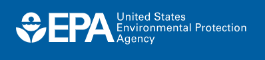 EPA United States
Environmental Protection
Agency